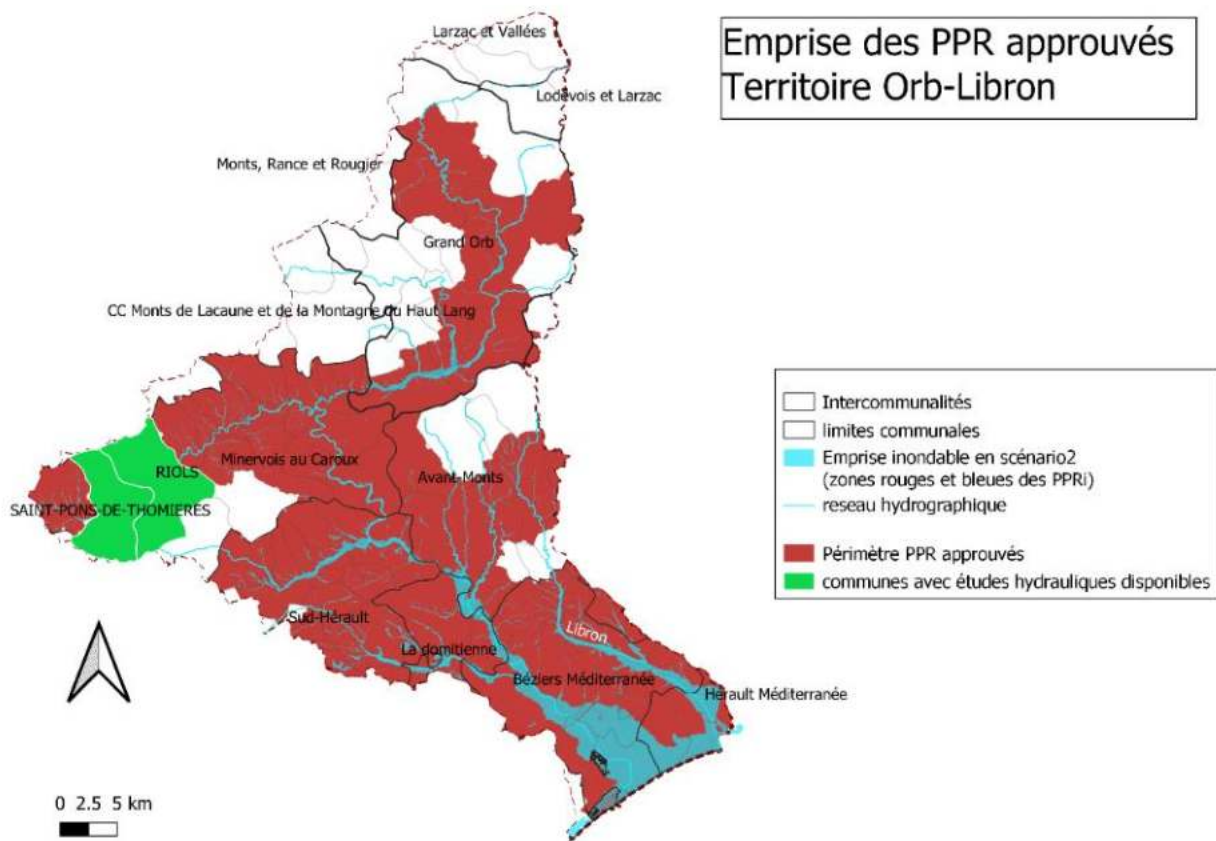 Larzac et Vallées
Emprise des PPR approuvés
Territoire Orb-Libron
Lodévois et Larzac
Monts, Rance et Rougier
Grand Orb
CC Monts de Lacaune et de la Montagne du Haut Lang
Intercommunalités
limites communales
Emprise inondable en scénario2
(zones rouges et bleues des PPRi)
reseau hydrographique
Périmètre PPR approuvés
communes avec études hydrauliques disponibles
RIOLS
Minervois au Caroux
Avant-Monts
SAINT-PONS-DE-THOMIERES
Sud-Hérault
Libron
La domitienne
Béziers Méditerranée
Hérault Méditerranée
0 2.5 5 km